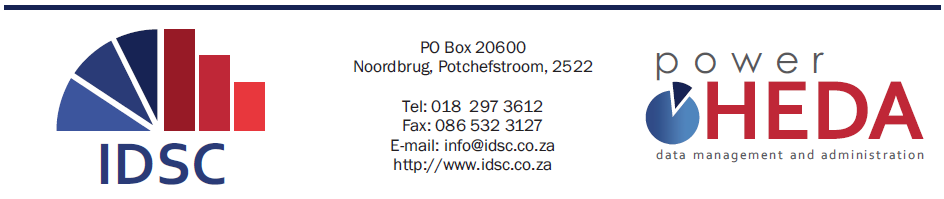 IDSC
PO Box 20600
Noordbrug, Potchefstroom, 2522
Tel: 018 297 3612
Fax: 086 532 3127
E-mail: info@idsc.co.za
http://www.idsc.co.za
power
HEDA
data management and administration